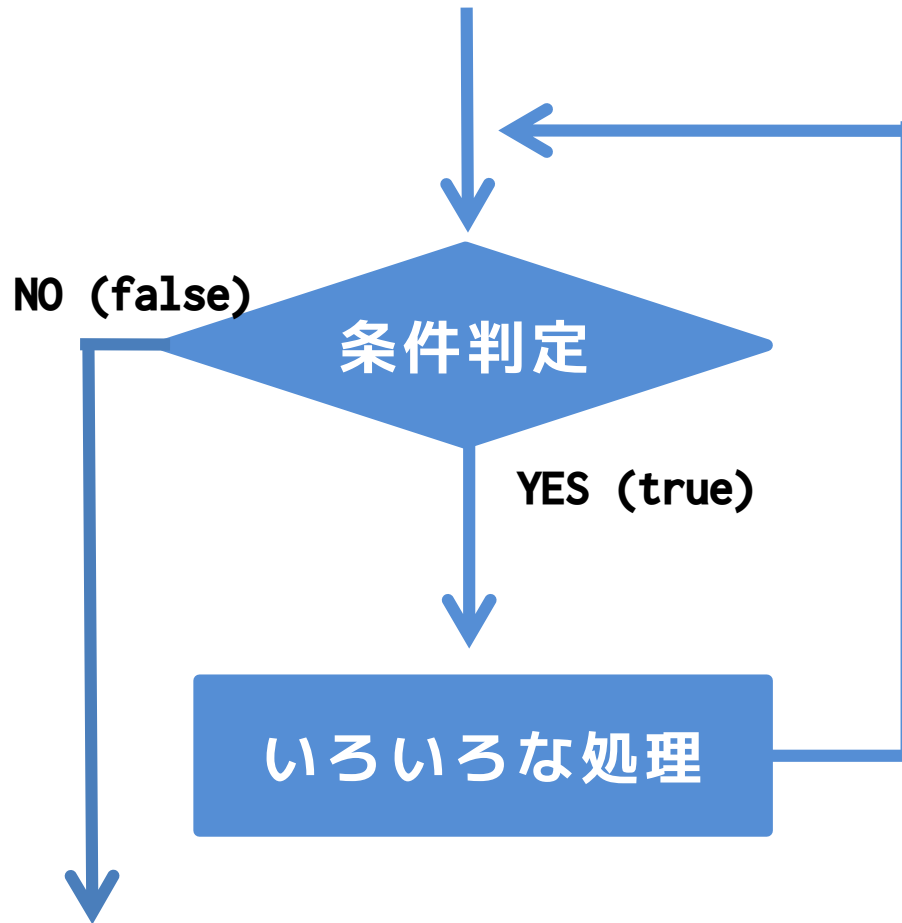 NO (false)
条件判定
YES (true)
いろいろな処理